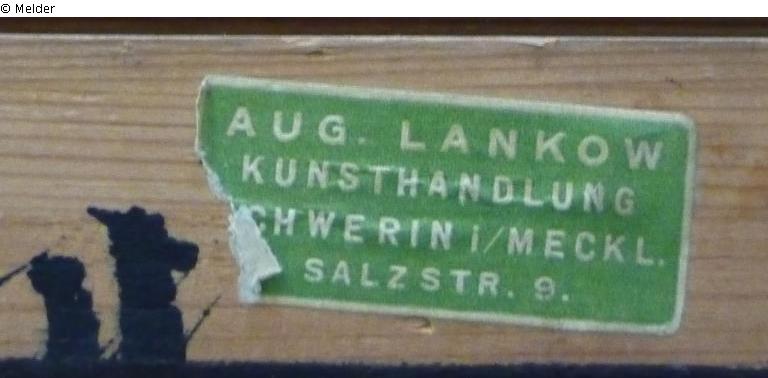 © Melder
AUG. LANKOW
KUNSTHANDLUNG
CHWERIN i/MECKL.
SALZSTR. 9.